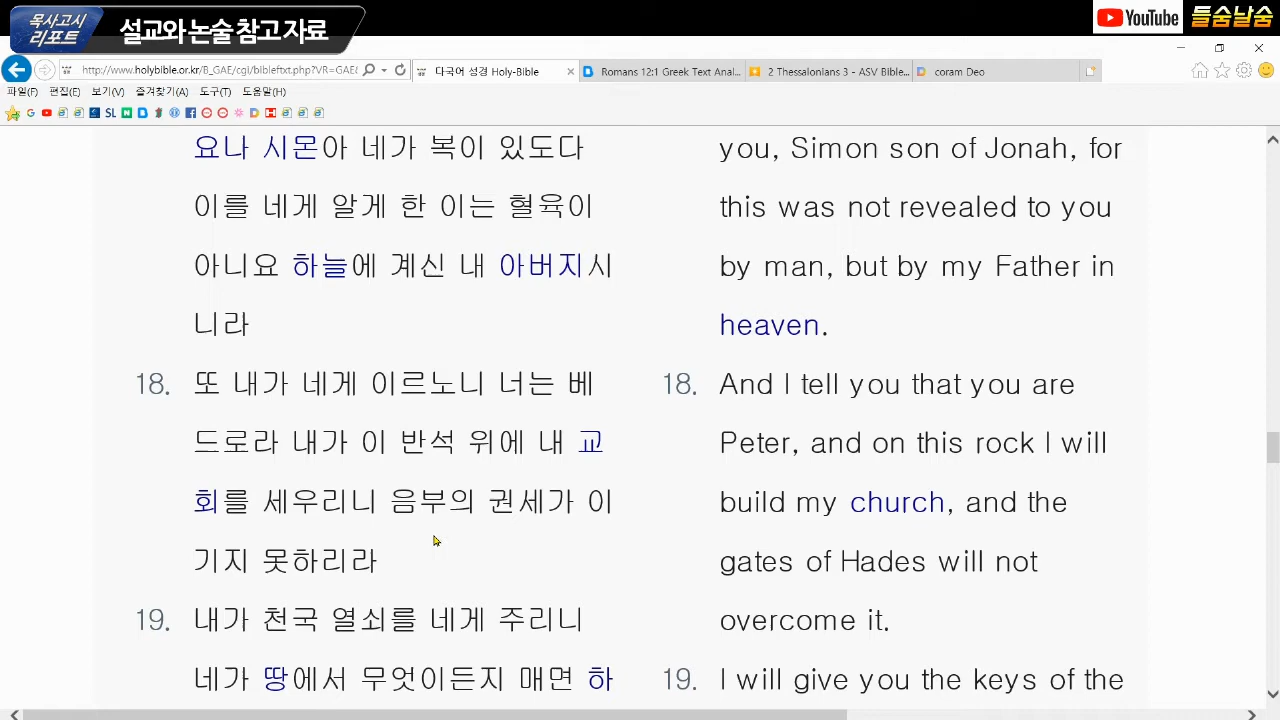 목사고시
리포트
설교와 논술 참고 자료
YouTube 들숨날숨
http://www.holybible.or.kr/B_GAE/cgi/bibleftxt.php?VR=GAE
다국어 성경 Holy-Bible
Romans 12:1 Greek Text...
2 Thessalonians 3 - ASV Bible...
coram Deo
파일(F) 편집(E) 보기(V) 즐겨찾기(A) 도구(T) 도움말(H)
요나 시몬아 네가 복이 있도다
이를 네게 알게 한 이는 혈육이
아니요 하늘에 계신 내 아버지시
니라
18. 또 내가 네게 이르노니 너는 베
드로라 내가 이 반석 위에 내 교
회를 세우리니 음부의 권세가 이
기지 못하리라
19. 내가 천국 열쇠를 네게 주리니
네가 땅에서 무엇이든지 매면 하
you, Simon son of Jonah, for
this was not revealed to you
by man, but by my Father in
heaven.
18. And I tell you that you are
Peter, and on this rock I will
build my church, and the
gates of Hades will not
overcome it.
19. I will give you the keys of the